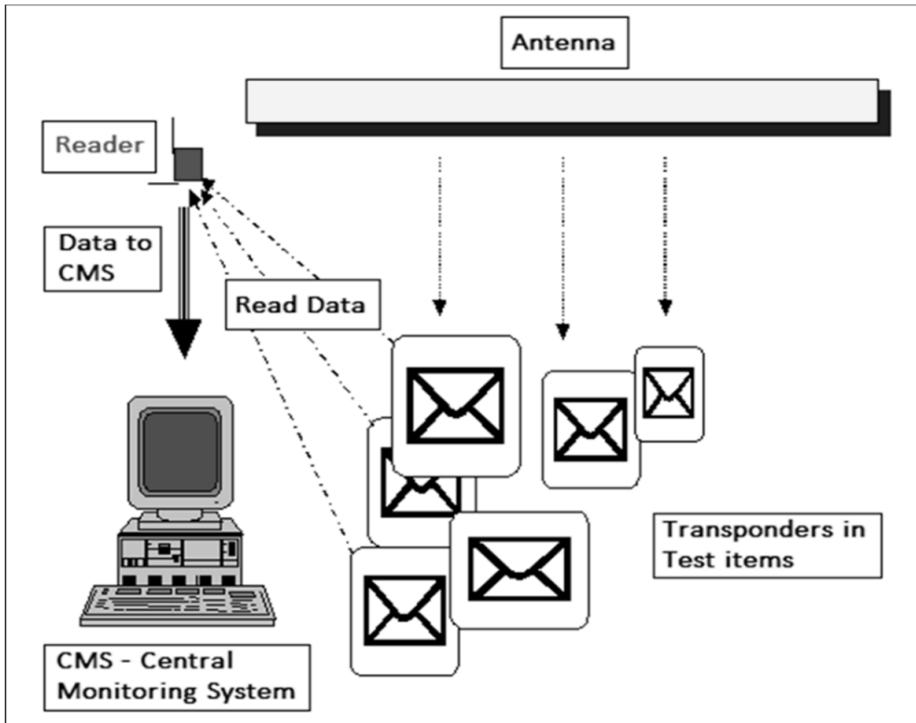 Antenna
Reader
Data to
CMS
Read Data
Transponders in
Test items
CMS - Central
Monitoring System